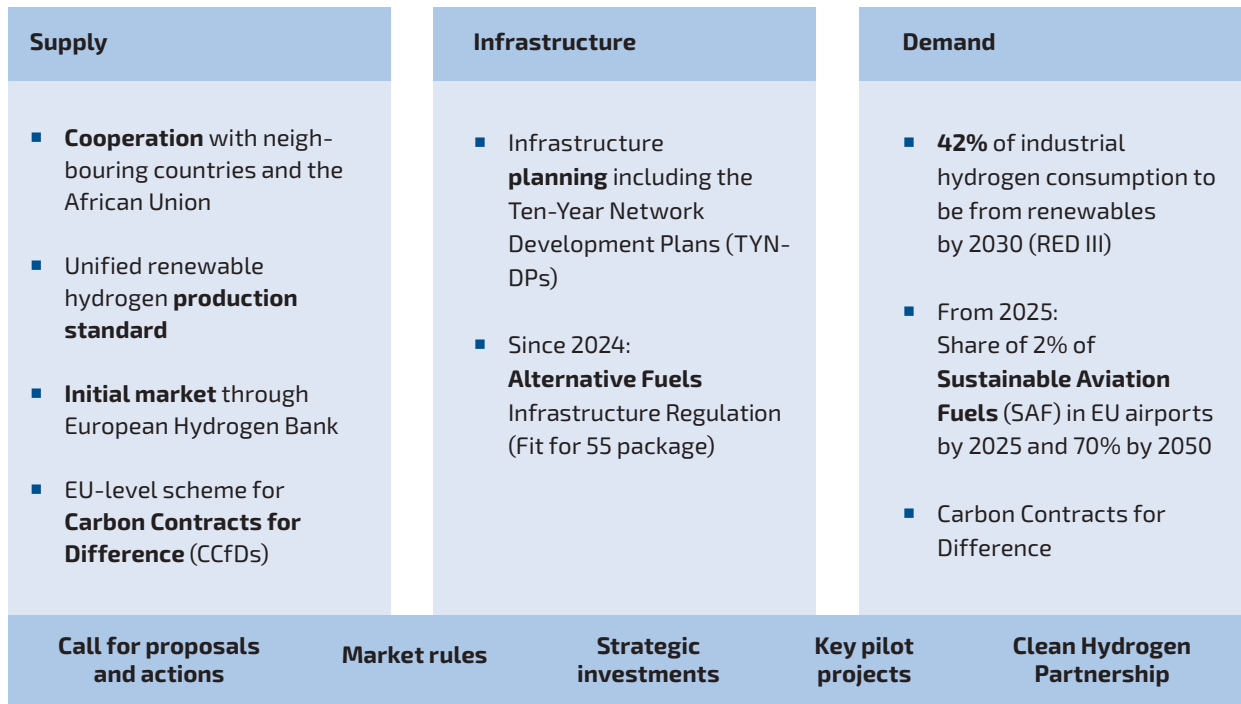 Supply
■ Cooperation with neigh-
bouring countries and the
African Union
■ Unified renewable
hydrogen production
standard
■ Initial market through
European Hydrogen Bank
■ EU-level scheme for
Carbon Contracts for
Difference (CCfDs)
Infrastructure
■ Infrastructure
planning including the
Ten-Year Network
Development Plans (TYN-
DPs)
■ Since 2024:
Alternative Fuels
Infrastructure Regulation
(Fit for 55 package)
Demand
■ 42% of industrial
hydrogen consumption to
be from renewables
by 2030 (RED III)
■ From 2025:
Share of 2% of
Sustainable Aviation
Fuels (SAF) in EU airports
by 2025 and 70% by 2050
■ Carbon Contracts for
Difference
Call for proposals
and actions
Market rules
Strategic
investments
Key pilot
projects
Clean Hydrogen
Partnership